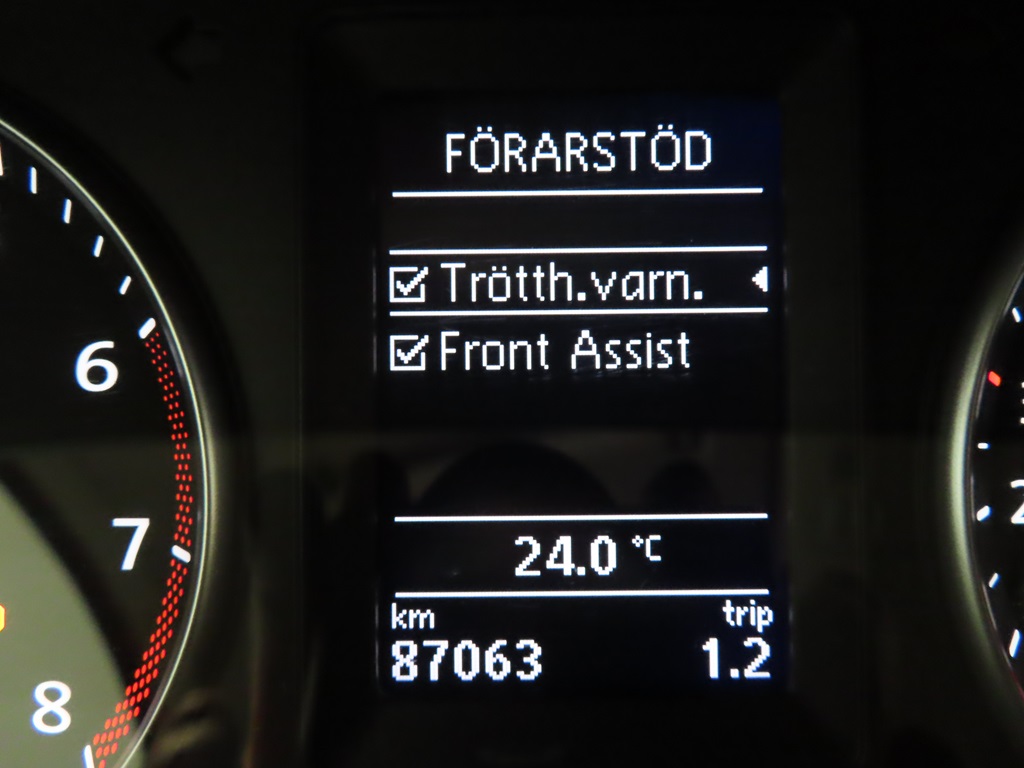 FÖRARSTÖD
Trötth.varn.
Front Assist
24.0 °C
km trip
87063 1.2
6
7
8